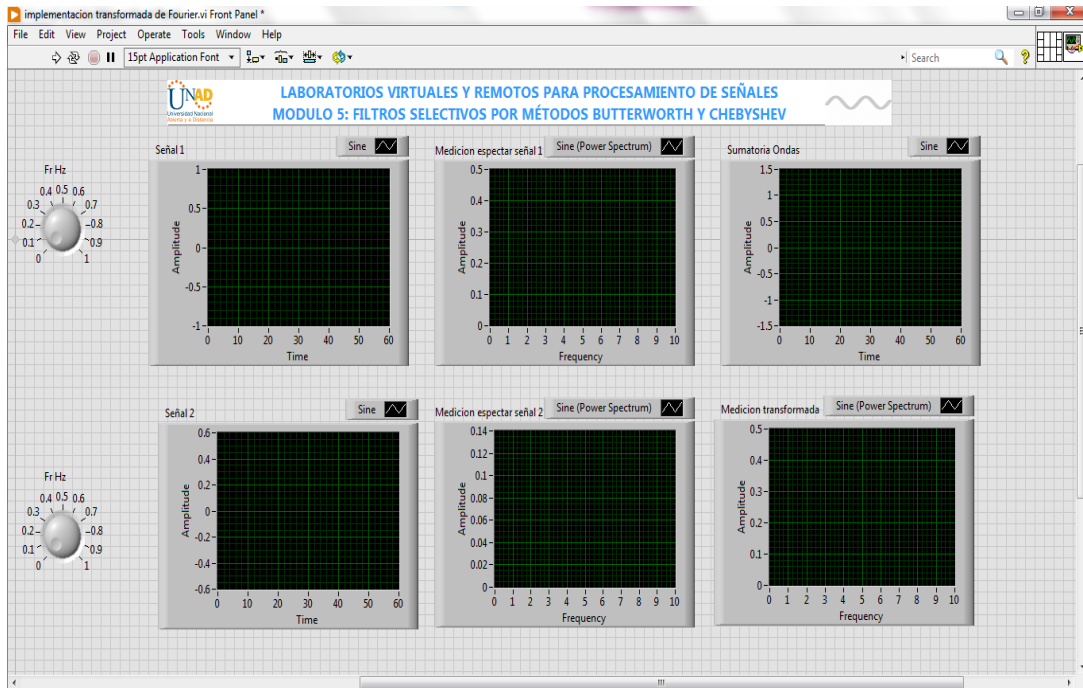 implementacion transformada de Fourier.vi Front Panel *
File Edit View Project Operate Tools Window Help
15pt Application Font
Search
UNAD
Universidad Nacional
Abierta y a Distancia
LABORATORIOS VIRTUALES Y REMOTOS PARA PROCESAMIENTO DE SEÑALES
MODULO 5: FILTROS SELECTIVOS POR MÉTODOS BUTTERWORTH Y CHEBYSHEV
Fr Hz
0 0.1 0.2 0.3 0.4 0.5 0.6 0.7 0.8 0.9 1
Señal 1
Sine
Amplitude
1
0.5
0
-0.5
-1
0 10 20 30 40 50 60
Time
Medicion espectar señal 1
Sine (Power Spectrum)
Amplitude
0.5
0.4
0.3
0.2
0.1
0
0 1 2 3 4 5 6 7 8 9 10
Frequency
Sumatoria Ondas
Sine
Amplitude
1.5
1
0.5
0
-0.5
-1
-1.5
0 10 20 30 40 50 60
Time
Fr Hz
0 0.1 0.2 0.3 0.4 0.5 0.6 0.7 0.8 0.9 1
Señal 2
Sine
Amplitude
0.6
0.4
0.2
0
-0.2
-0.4
-0.6
0 10 20 30 40 50 60
Time
Medicion espectar señal 2
Sine (Power Spectrum)
Amplitude
0.14
0.12
0.1
0.08
0.06
0.04
0.02
0
0 1 2 3 4 5 6 7 8 9 10
Frequency
Medicion transformada
Sine (Power Spectrum)
Amplitude
0.5
0.4
0.3
0.2
0.1
0
0 1 2 3 4 5 6 7 8 9 10
Frequency